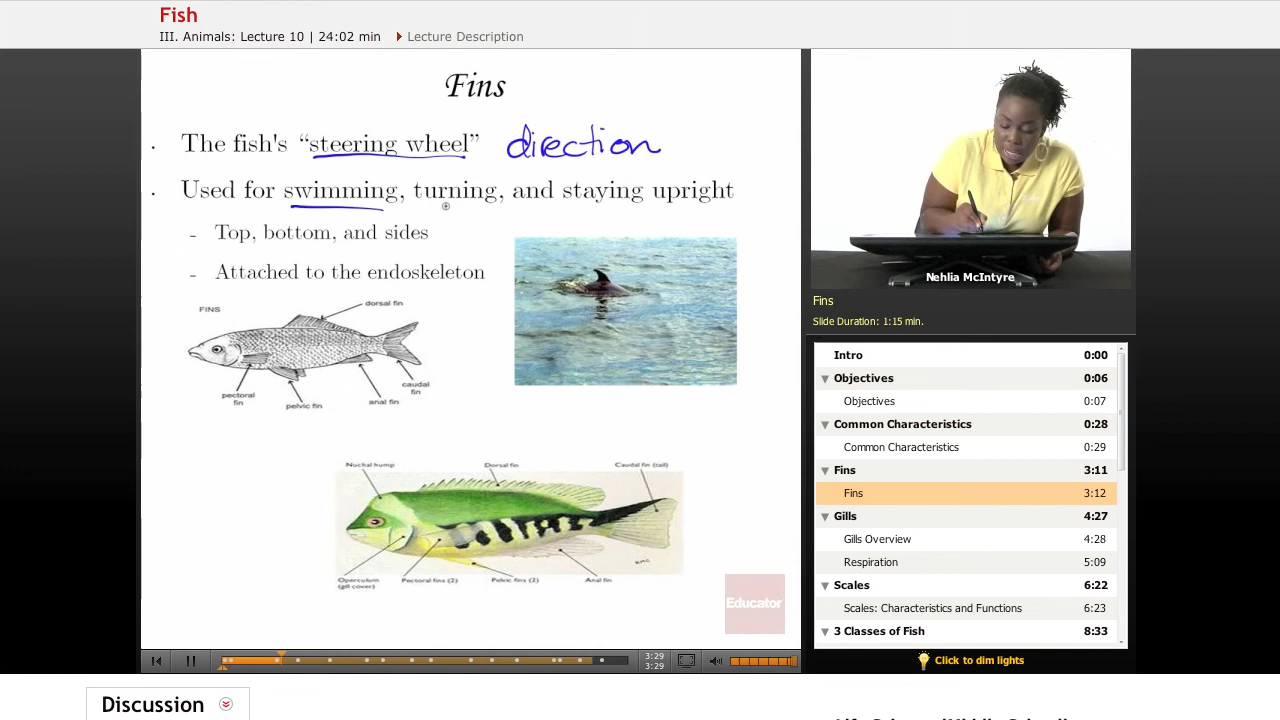 Fish
III. Animals: Lecture 10 | 24:02 min
Lecture Description
Fins
The fish's “steering wheel” direction
Used for swimming, turning, and staying upright
- Top, bottom, and sides
- Attached to the endoskeleton
FINS
dorsal fin
pectoral
fin
pelvic fin
anal fin
caudal
fin
Nuchal hump
Dorsal fin
Caudal fin (tail)
Operculum
(gill cover)
Pectoral fins (2)
Pelvic fins (2)
Anal fin
Educator
3:29
3:29
Nehlia McIntyre
Fins
Slide Duration: 1:15 min.
Intro 0:00
Objectives 0:06
Objectives 0:07
Common Characteristics 0:28
Common Characteristics 0:29
Fins 3:11
Fins 3:12
Gills 4:27
Gills Overview 4:28
Respiration 5:09
Scales 6:22
Scales: Characteristics and Functions 6:23
3 Classes of Fish 8:33
Click to dim lights
Discussion